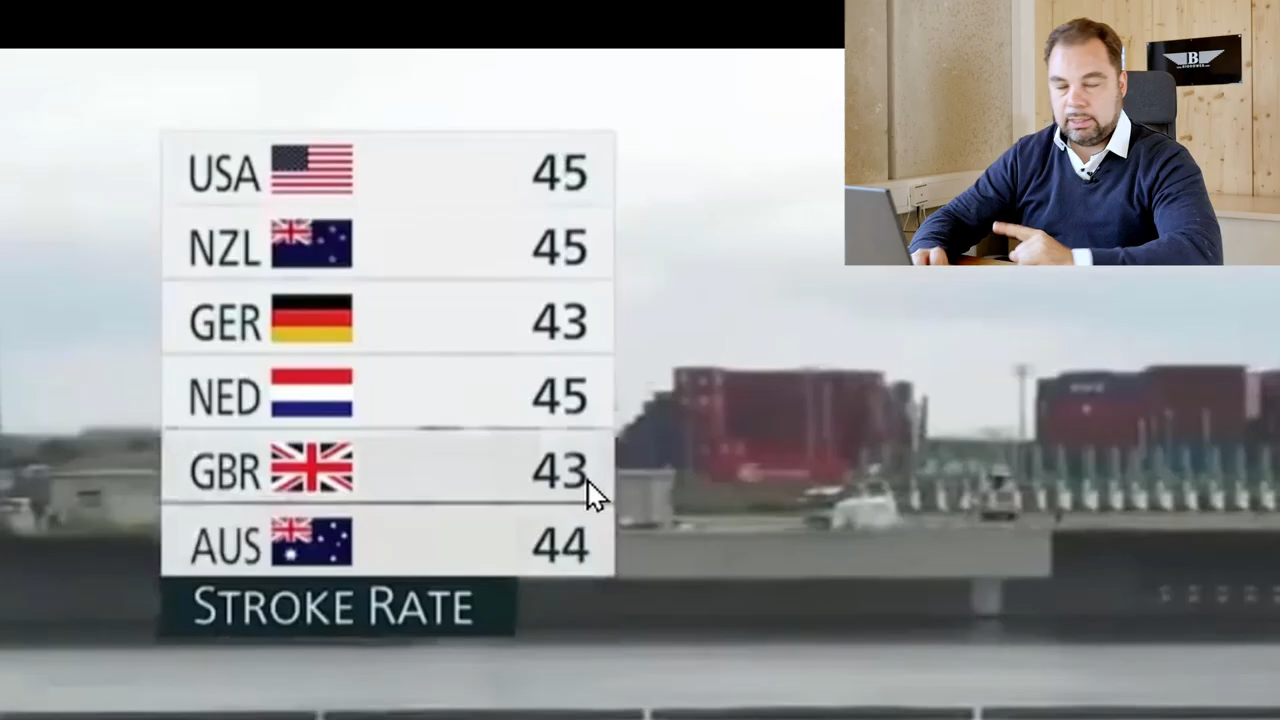 USA 45
NZL 45
GER 43
NED 45
GBR 43
AUS 44
STROKE RATE
B